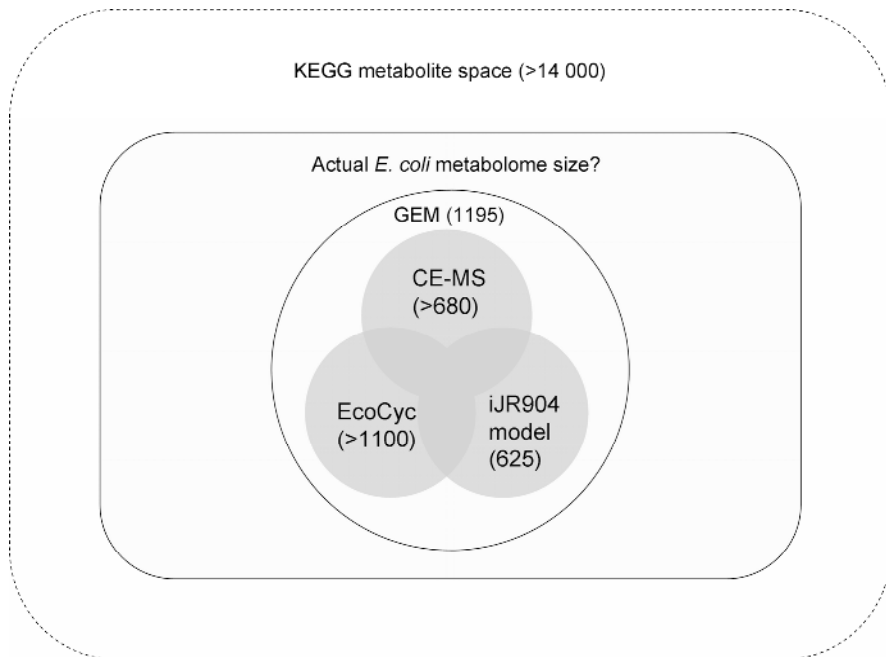 KEGG metabolite space (>14 000)
Actual E. coli metabolome size?
GEM (1195)
CE-MS
(>680)
EcoCyc
(>1100)
iJR904
model
(625)